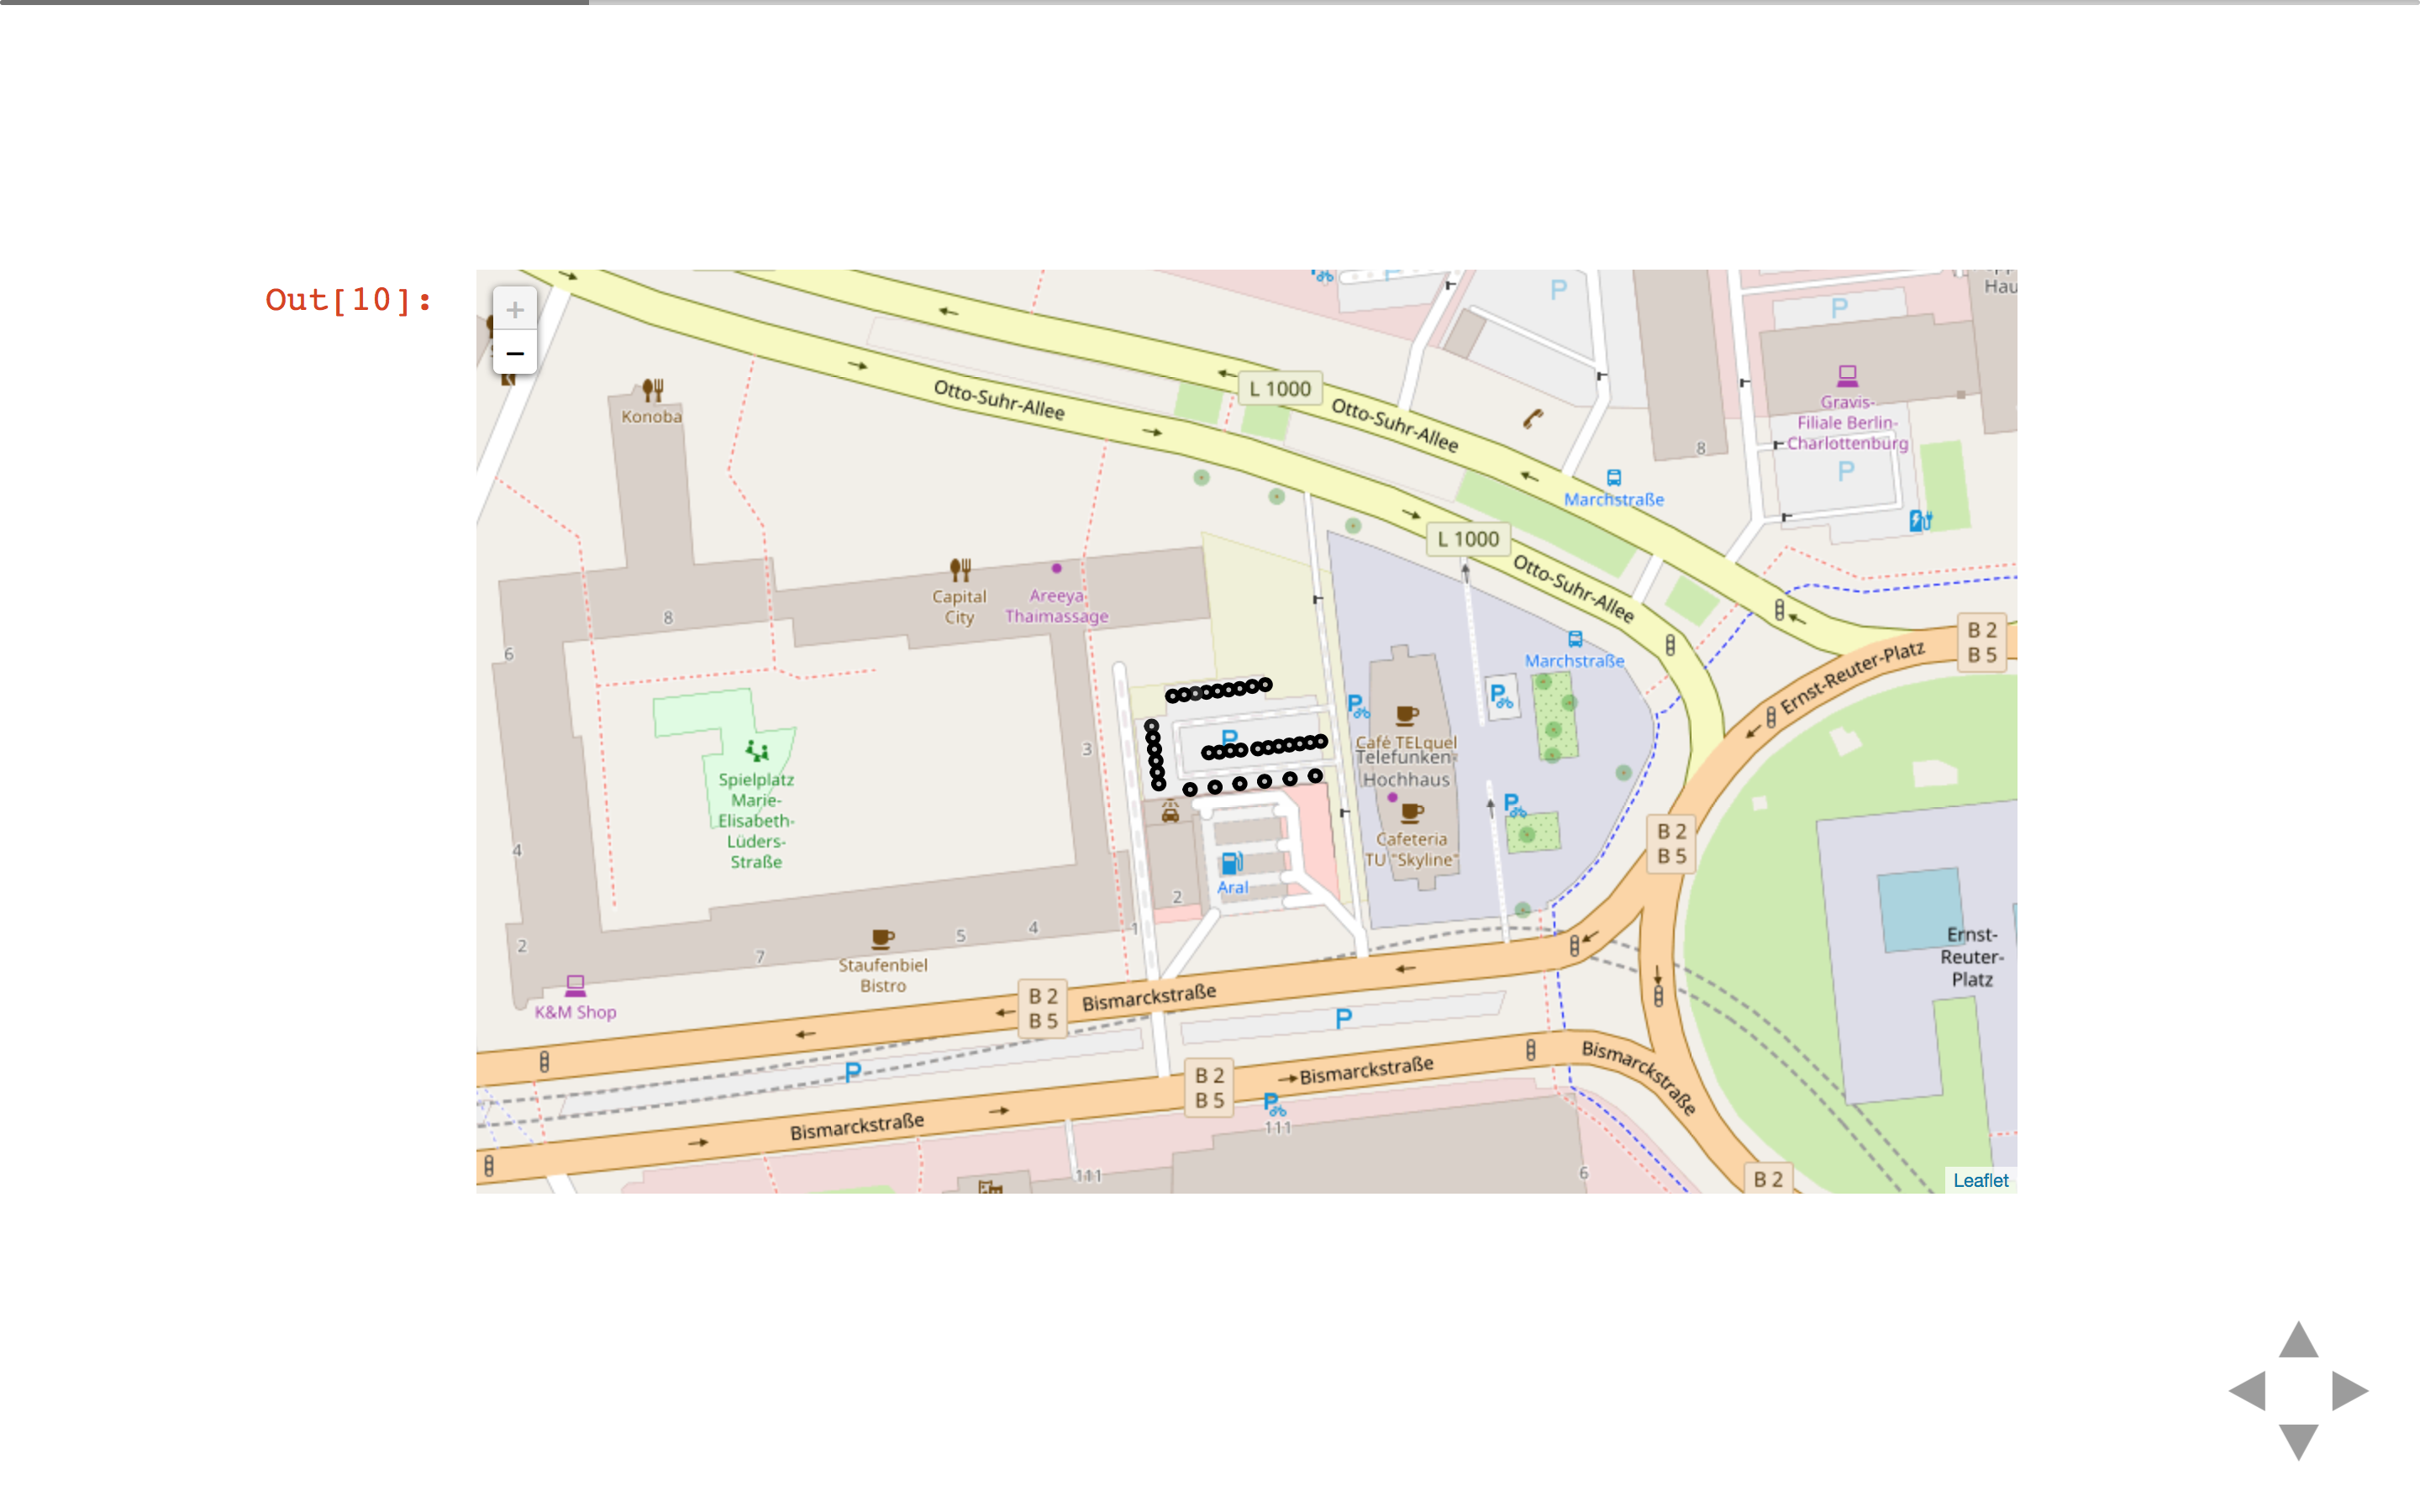 Out[10]:
+
−
P
P
P
Hau
L 1000
Konoba
Otto-Suhr-Allee
Otto-Suhr-Allee
Gravis-
Filiale Berlin-
Charlottenburg
8
P
Marchstraße
L 1000
Otto-Suhr-Allee
Capital
City
Areeya
Thaimassage
8
6
B 2
B 5
Marchstraße
Ernst-Reuter-Platz
P
P
P
3
Café TELquel
Telefunken-
Hochhaus
Spielplatz
Marie-
Elisabeth-
Lüders-
Straße
P
B 2
B 5
4
Cafeteria
TU "Skyline"
Aral
2
1
2
7
5
4
Ernst-
Reuter-
Platz
Staufenbiel
Bistro
K&M Shop
B 2
B 5
Bismarckstraße
P
P
B 2
B 5
Bismarckstraße
Bismarckstraße
Bismarckstraße
P
111
111
6
B 2
Leaflet